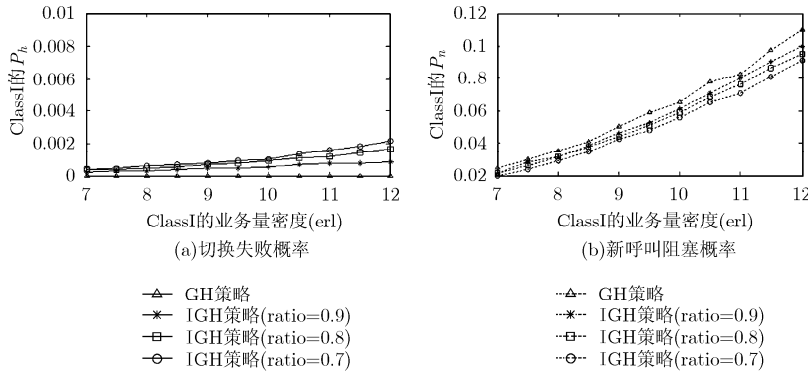 ClassI的 Ph
0.01
0.008
0.006
0.004
0.002
0
7 8 9 10 11 12
ClassI的业务量密度(erl)
(a)切换失败概率
GH策略
IGH策略(ratio=0.9)
IGH策略(ratio=0.8)
IGH策略(ratio=0.7)
ClassI的 Pn
0.12
0.1
0.08
0.06
0.04
0.02
7 8 9 10 11 12
ClassI的业务量密度(erl)
(b)新呼叫阻塞概率
GH策略
IGH策略(ratio=0.9)
IGH策略(ratio=0.8)
IGH策略(ratio=0.7)